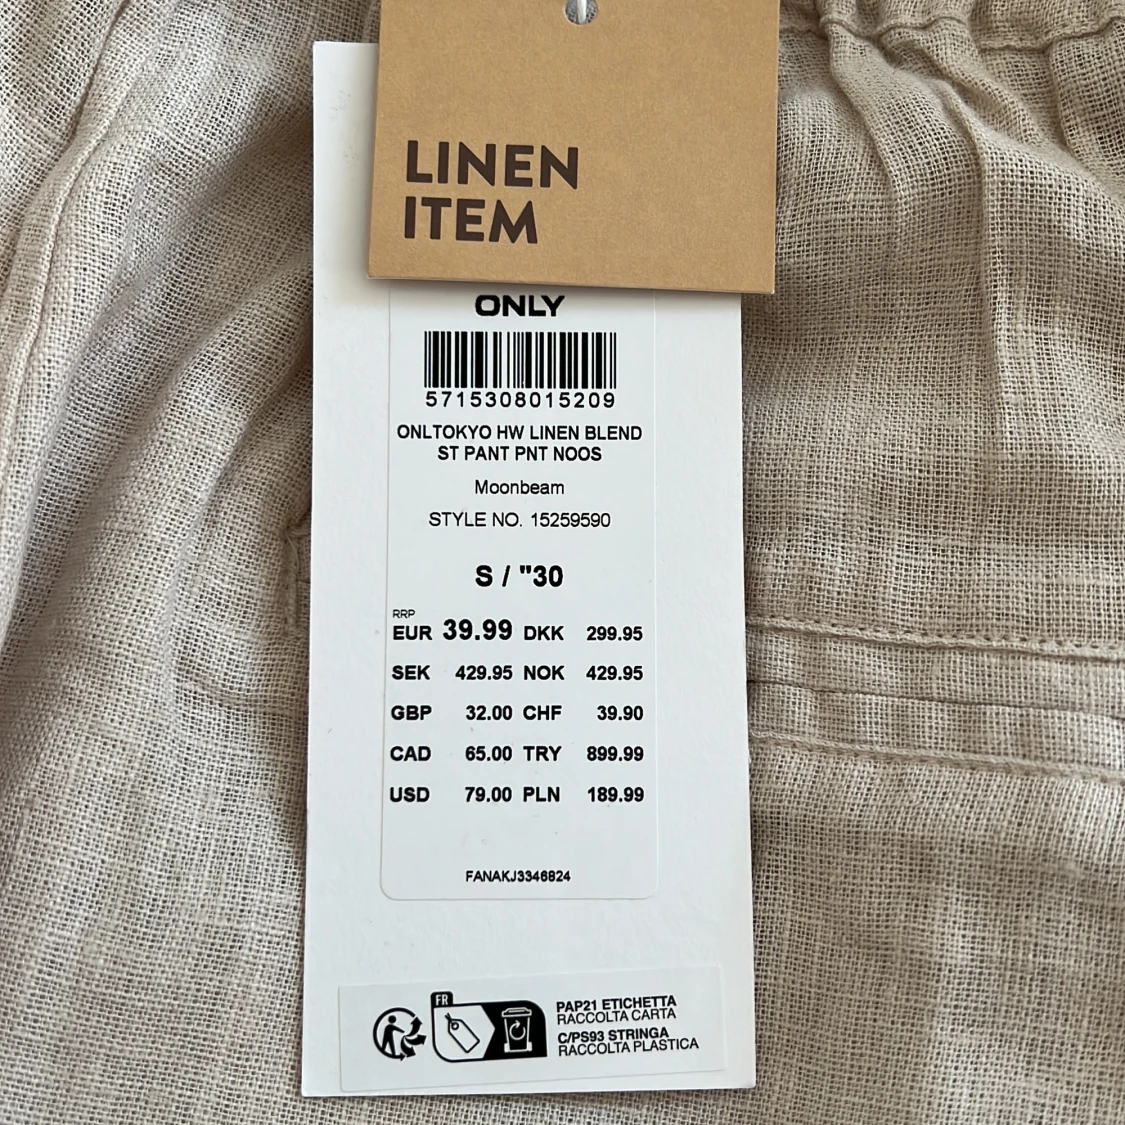 LINEN
ITEM
ONLY
5715308015209
ONLTOKYO HW LINEN BLEND
ST PANT PNT NOOS
Moonbeam
STYLE NO. 15259590
S / "30
RRP
EUR 39.99 DKK 299.95
SEK 429.95 NOK 429.95
GBP 32.00 CHF 39.90
CAD 65.00 TRY 899.99
USD 79.00 PLN 189.99
FANAKJ3346824
FR
PAP21 ETICHETTA
RACCOLTA CARTA
C/PS93 STRINGA
RACCOLTA PLASTICA